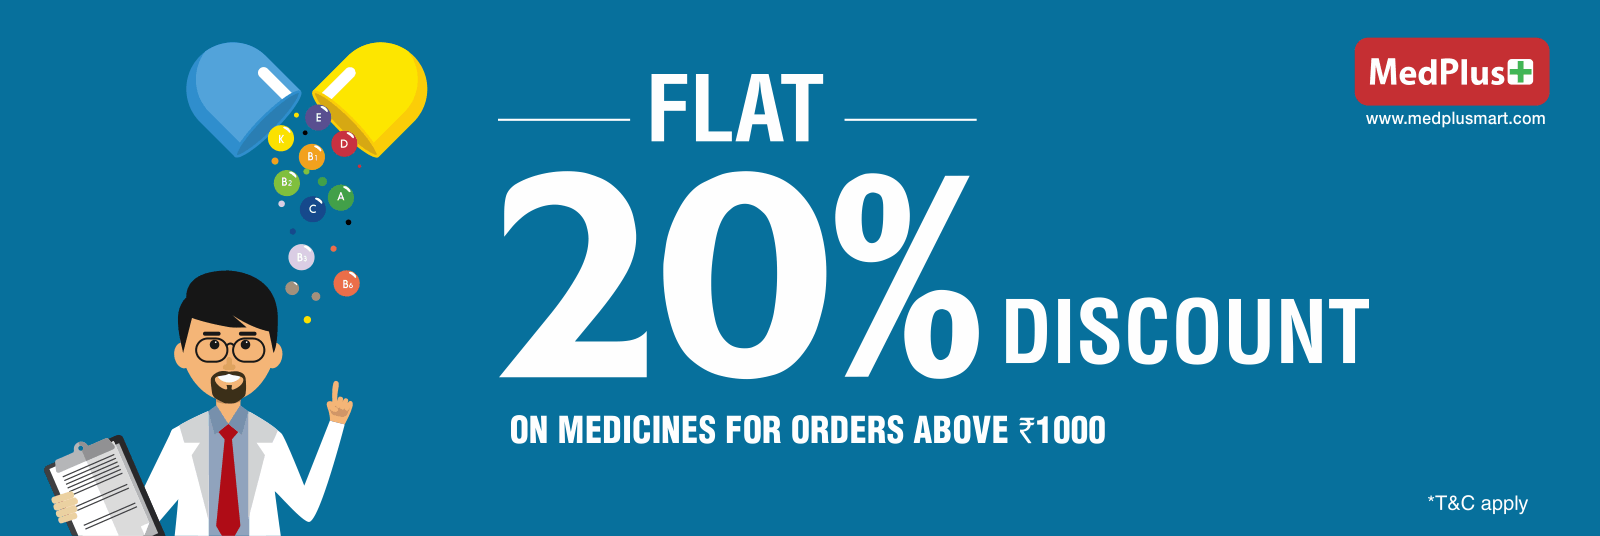 FLAT
20% DISCOUNT
ON MEDICINES FOR ORDERS ABOVE ₹1000
MedPlus+
www.medplusmart.com
E
K
D
B1
B2
A
C
B3
B6
*T&C apply